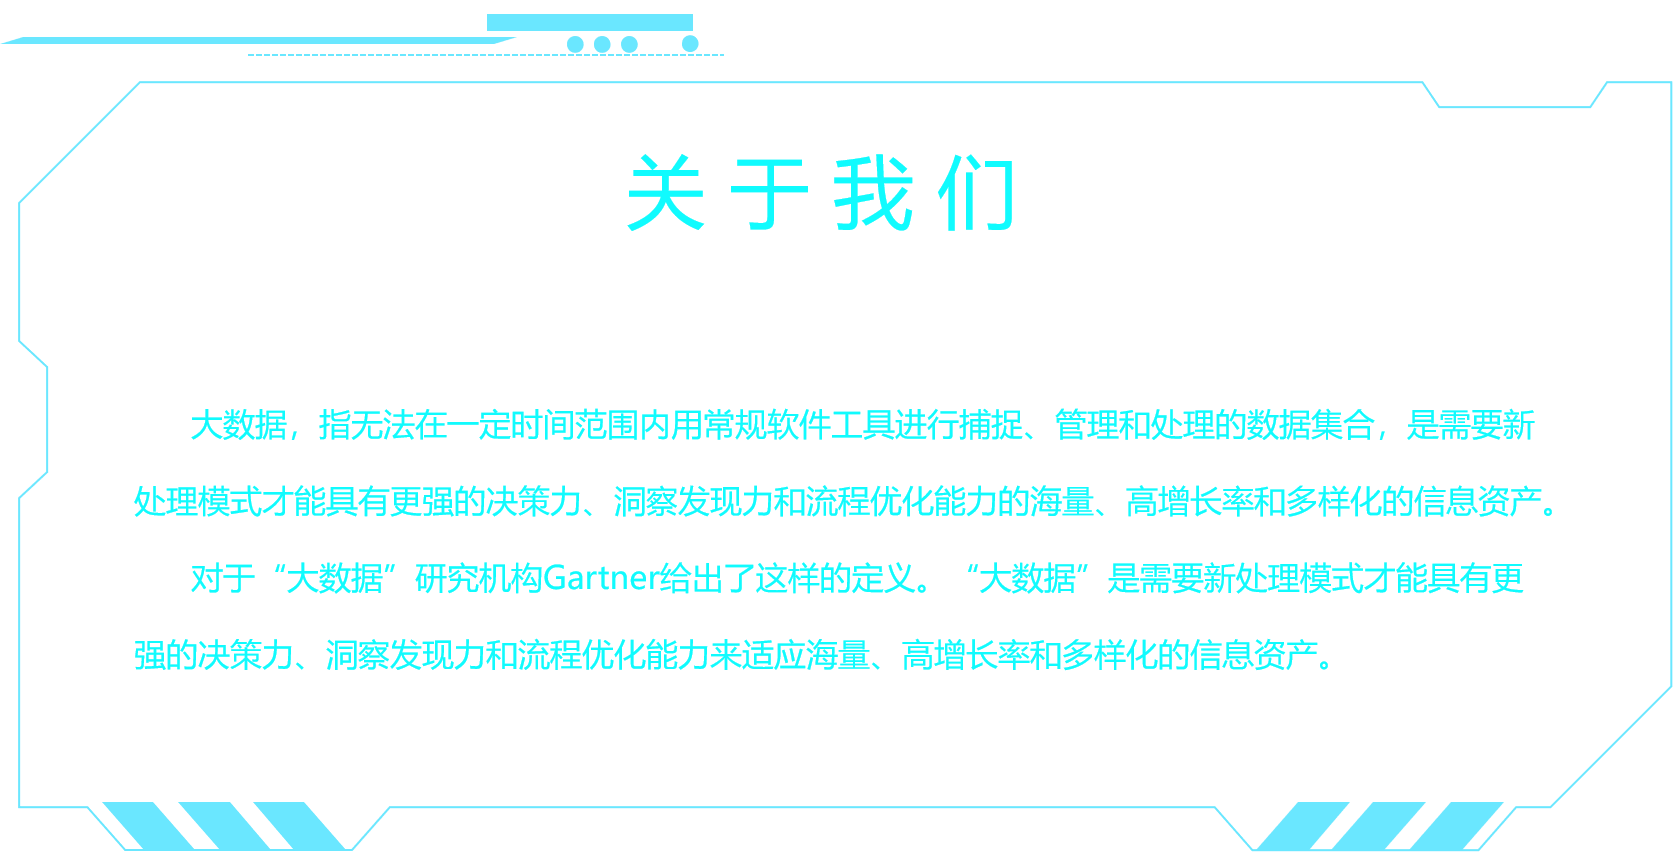 关于我们
大数据，指无法在一定时间范围内用常规软件工具进行捕捉、管理和处理的数据集合，是需要新
处理模式才能具有更强的决策力、洞察发现力和流程优化能力的海量、高增长率和多样化的信息资产。
对于“大数据”研究机构Gartner给出了这样的定义。“大数据”是需要新处理模式才能具有更
强的决策力、洞察发现力和流程优化能力来适应海量、高增长率和多样化的信息资产。